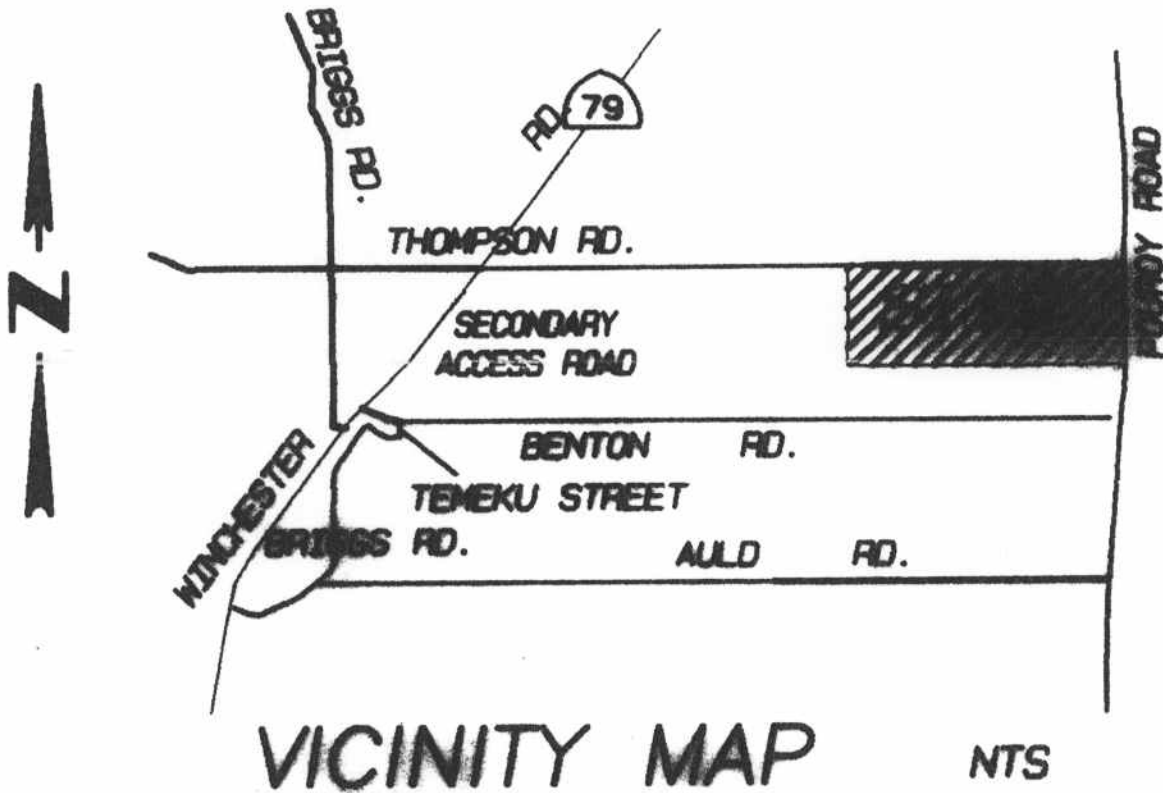 BRIGGS RD.
79
RD.
N
THOMPSON RD.
ROAD
SECONDARY
ACCESS ROAD
BENTON RD.
WINCHESTER
TEMEKU STREET
BRIGGS RD.
AULD RD.
VICINITY MAP
NTS